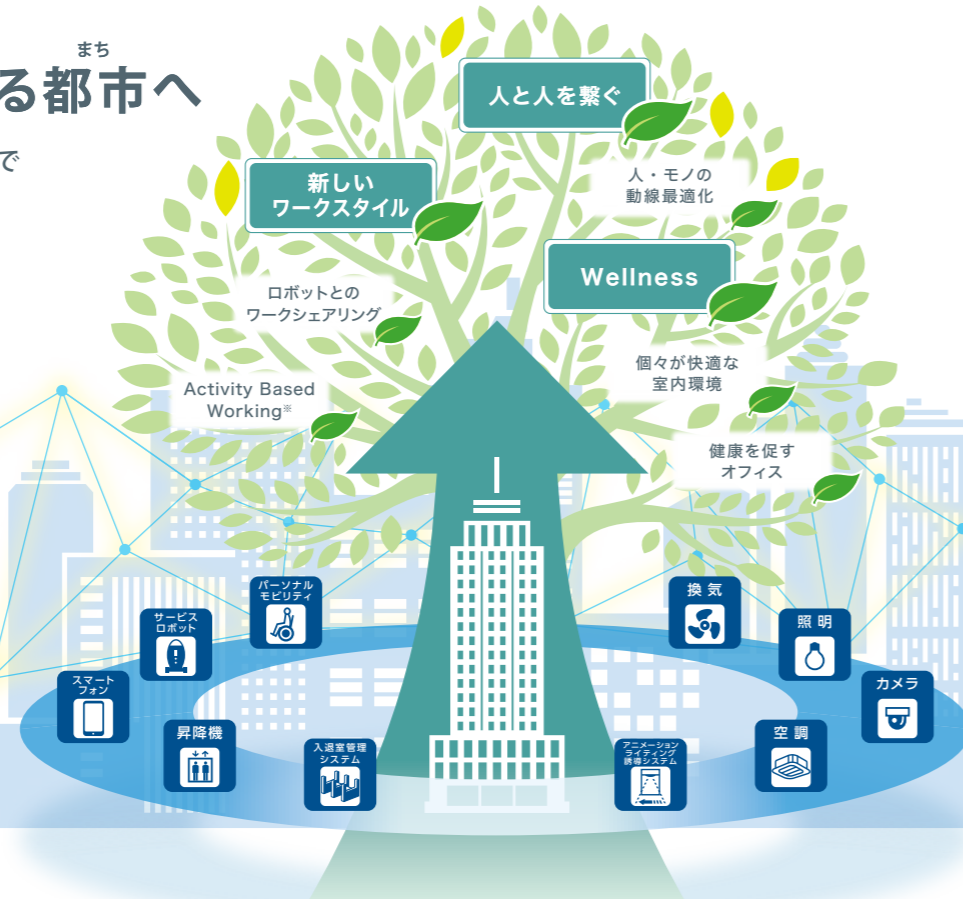 まち
る都市へ
で
人と人を繋ぐ
人・モノの
動線最適化
新しい
ワークスタイル
Wellness
ロボットとの
ワークシェアリング
個々が快適な
室内環境
Activity Based
Working※
健康を促す
オフィス
パーソナル
モビリティ
換気
サービス
ロボット
照明
スマート
フォン
カメラ
昇降機
空調
入退室管理
システム
アニメーション
ライティング
誘導システム